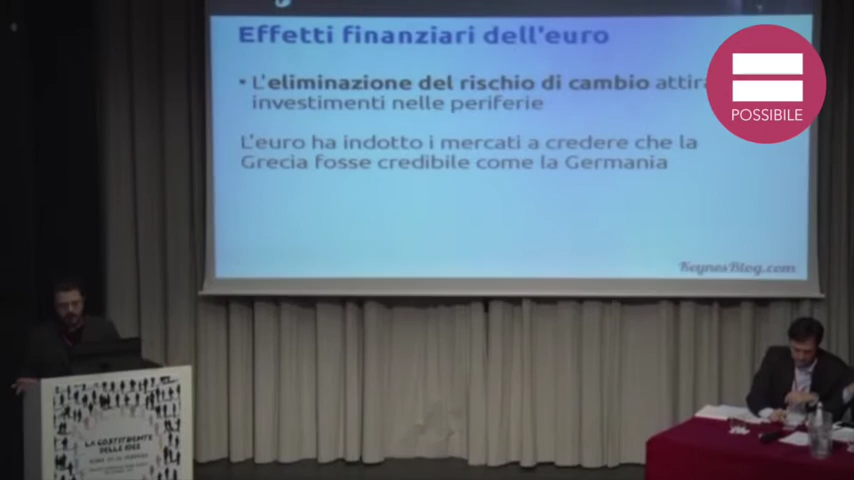 Effetti finanziari dell'euro
• L'eliminazione del rischio di cambio attira
investimenti nelle periferie
L'euro ha indotto i mercati a credere che la
Grecia fosse credibile come la Germania
KeynesBlog.com
POSSIBILE
LA COSTITUENTE
DELLE IDEE